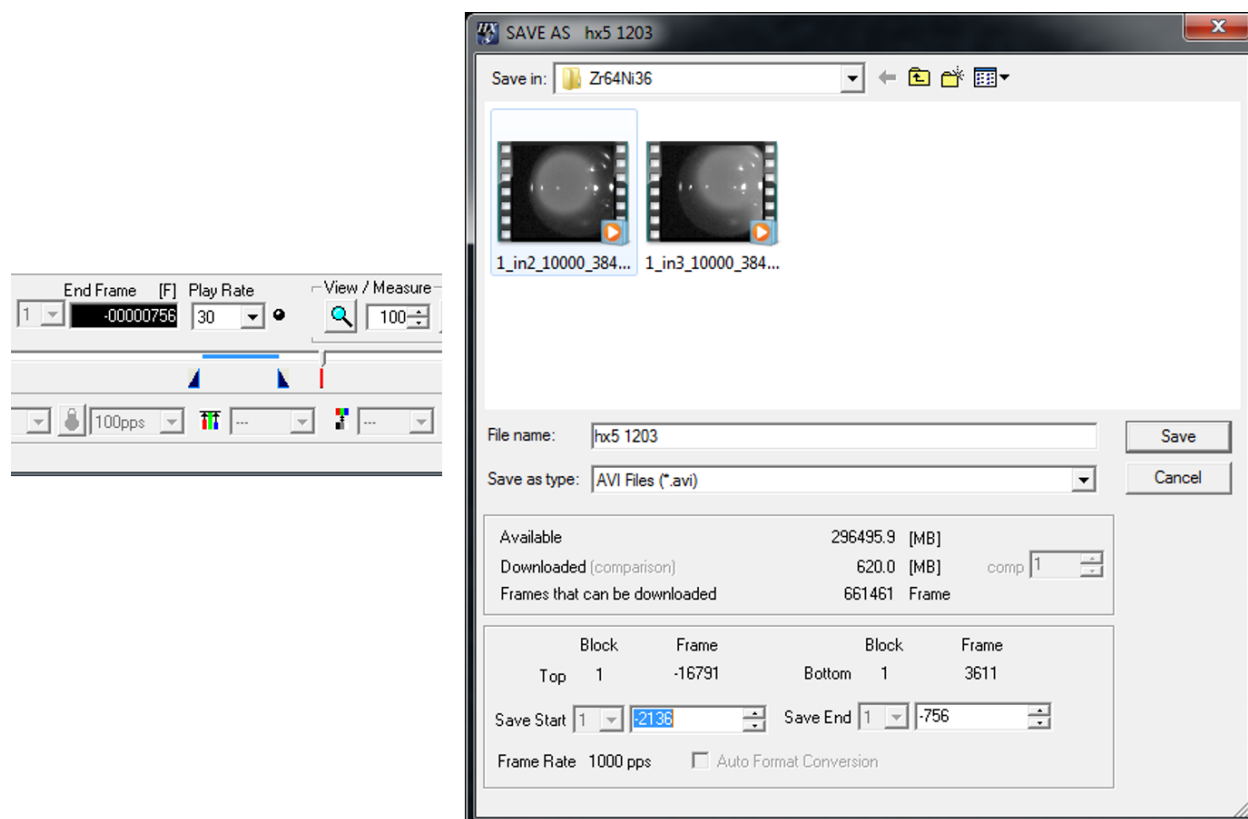 End Frame [F] Play Rate View / Measure
1 -00000756 30 100
100pps --- ---
SAVE AS hx5 1203
Save in: Zr64Ni36
1_in2_10000_384... 1_in3_10000_384...
File name: hx5 1203 Save
Save as type: AVI Files (*.avi) Cancel
Available 296495.9 [MB]
Downloaded (comparison) 620.0 [MB] comp 1
Frames that can be downloaded 661461 Frame
Block Frame Block Frame
Top 1 -16791 Bottom 1 3611
Save Start 1 -2136 Save End 1 -756
Frame Rate 1000 pps Auto Format Conversion